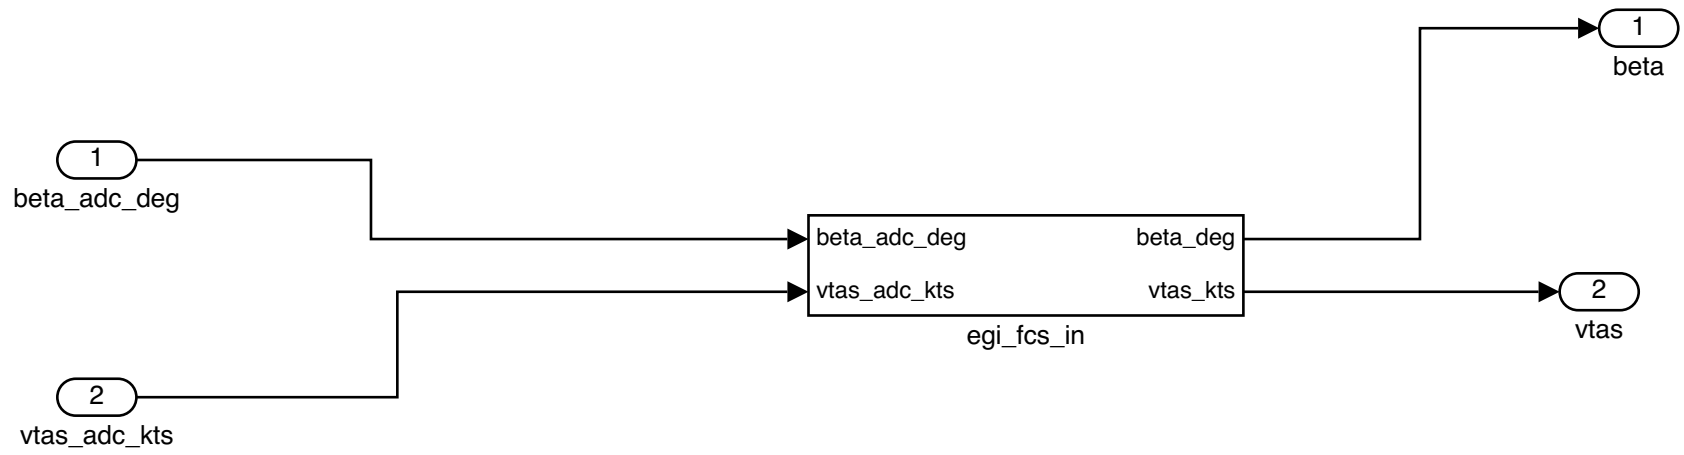 1
beta
1
beta_adc_deg
beta_adc_deg beta_deg
vtas_adc_kts vtas_kts
egi_fcs_in
2
vtas
2
vtas_adc_kts